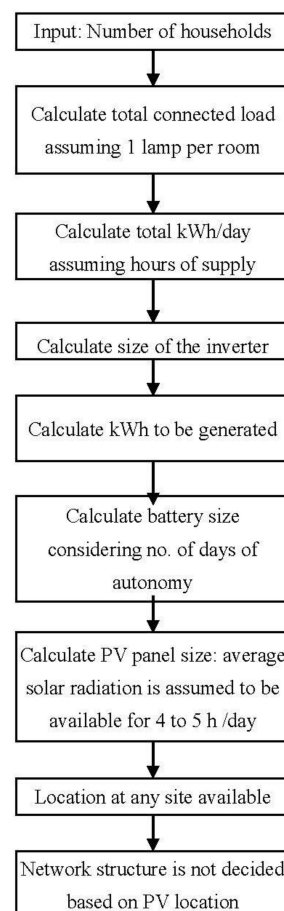 Input: Number of households
Calculate total connected load
assuming 1 lamp per room
Calculate total kWh/day
assuming hours of supply
Calculate size of the inverter
Calculate kWh to be generated
Calculate battery size
considering no. of days of
autonomy
Calculate PV panel size: average
solar radiation is assumed to be
available for 4 to 5 h /day
Location at any site available
Network structure is not decided
based on PV location